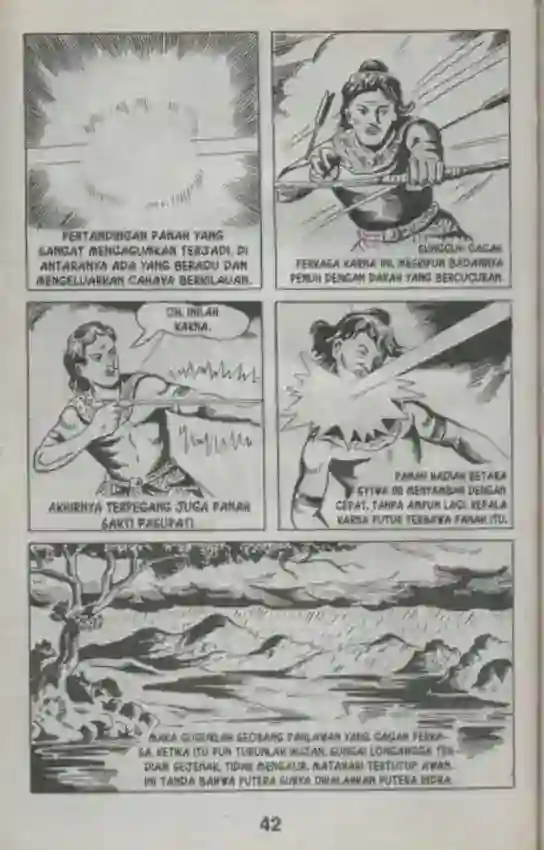 PERTANDINGAN PANAH YANG
SANGAT MENGAGUMKAN TERJADI. DI
ANTARANYA ADA YANG BERADU DAN
MENGELUARKAN CAHAYA BERKILAUAN.
SUNGGUH GAGAH
PERKASA KARNA INI, MESKIPUN BADANNYA
PENUH DENGAN DARAH YANG BERCUCURAN.
OH, INILAH
KARNA.
AKHIRNYA TERPEGANG JUGA PANAH
SAKTI PASUPATI
PANAH HADIAH BETARA
SYIWA INI MENYAMBAR DENGAN
CEPAT, TANPA AMPUN LAGI, KEPALA
KARNA PUTUS TERBAWA PANAH ITU.
MAKA GUGURLAH SEORANG PAHLAWAN YANG GAGAH PERKA-
SA. KETIKA ITU PUN TURUNLAH HUJAN. SUNGAI LONGANGGA TER-
DIAM SEJENAK, TIDAK MENGALIR. MATAHARI TERTUTUP AWAN.
INI TANDA BAHWA PUTERA SURYA DIKALAHKAN PUTERA INDRA.
42